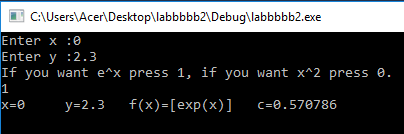 C:\Users\Acer\Desktop\labbbbb2\Debug\labbbbb2.exe
Enter x :0
Enter y :2.3
If you want e^x press 1, if you want x^2 press 0.
1
x=0 y=2.3 f(x)=[exp(x)] c=0.570786